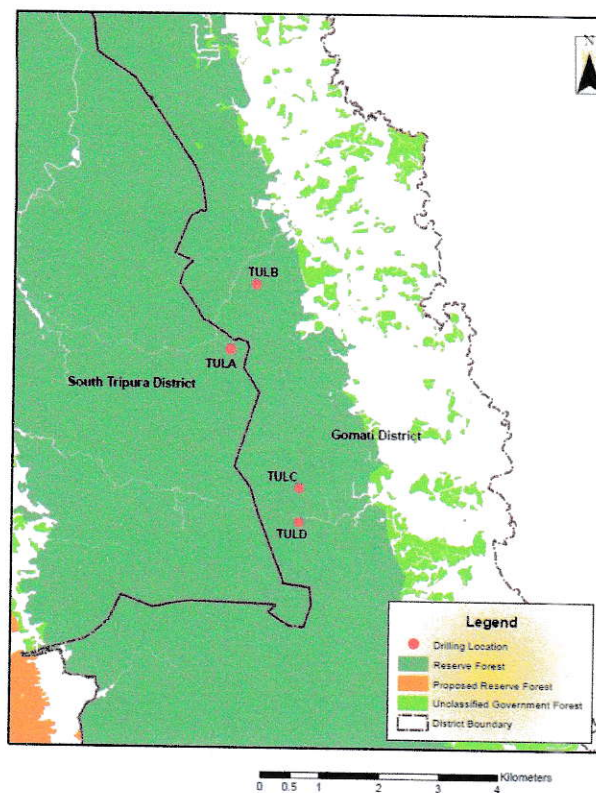 N
TULB
TULA
South Tripura District
Gomati District
TULC
TULD
Legend
Drilling Location
Reserve Forest
Proposed Reserve Forest
Unclassified Government Forest
District Boundary
Kilometers
0 0.5 1 2 3 4